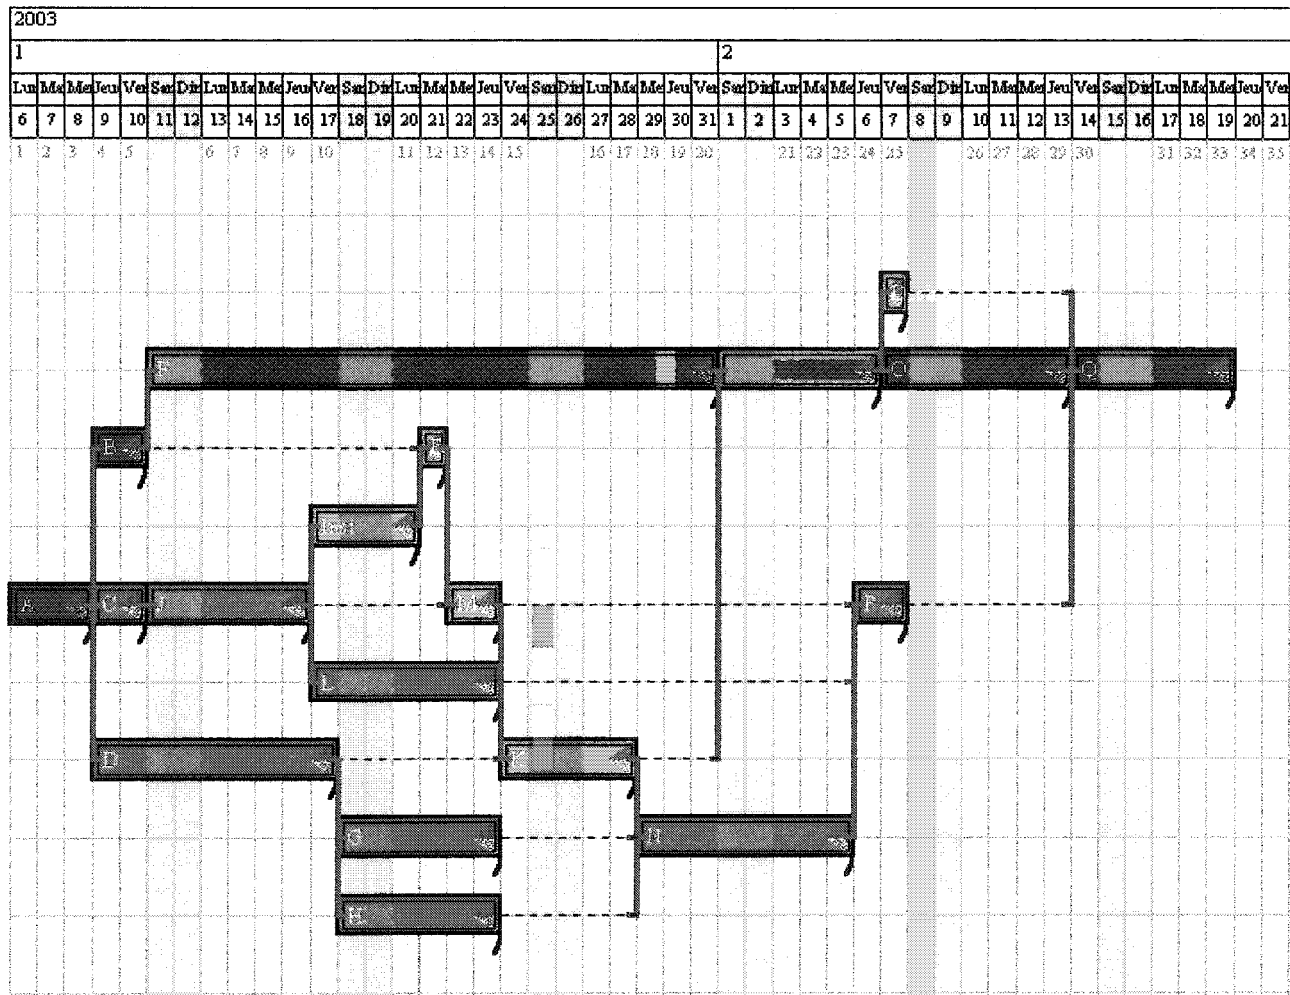 2003
1 2
Lun Ma Me Jeu Ven Sam Dim Lun Ma Me Jeu Ven Sam Dim Lun Ma Me Jeu Ven Sam Dim Lun Ma Me Jeu Ven Sam Dim Lun Ma Me Jeu Ven Sam Dim Lun Ma Me Jeu Ven Sam Dim Lun Ma Me Jeu Ven
6 7 8 9 10 11 12 13 14 15 16 17 18 19 20 21 22 23 24 25 26 27 28 29 30 31 1 2 3 4 5 6 7 8 9 10 11 12 13 14 15 16 17 18 19 20 21
1 2 3 4 5 6 7 8 9 10 11 12 13 14 15 16 17 18 19 20 21 22 23 24 25 26 27 28 29 30 31 32 33 34 35
O Q
A C J M P
L
D K
G N
H